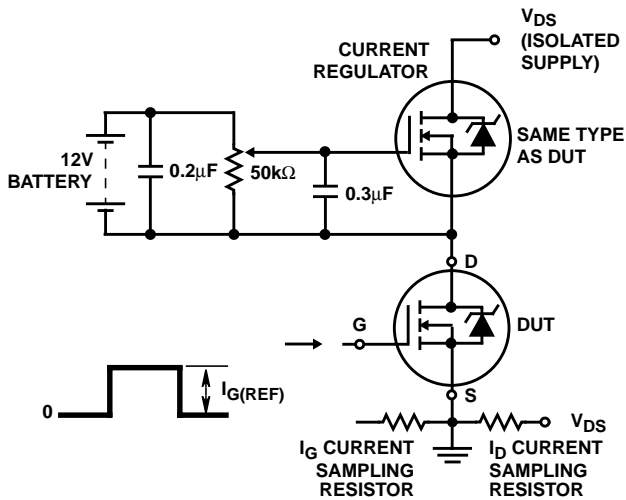 V_DS
(ISOLATED
SUPPLY)
CURRENT
REGULATOR
SAME TYPE
AS DUT
12V
BATTERY
0.2μF
50kΩ
0.3μF
D
DUT
G
I_G(REF)
0
S
V_DS
I_G CURRENT
SAMPLING
RESISTOR
I_D CURRENT
SAMPLING
RESISTOR